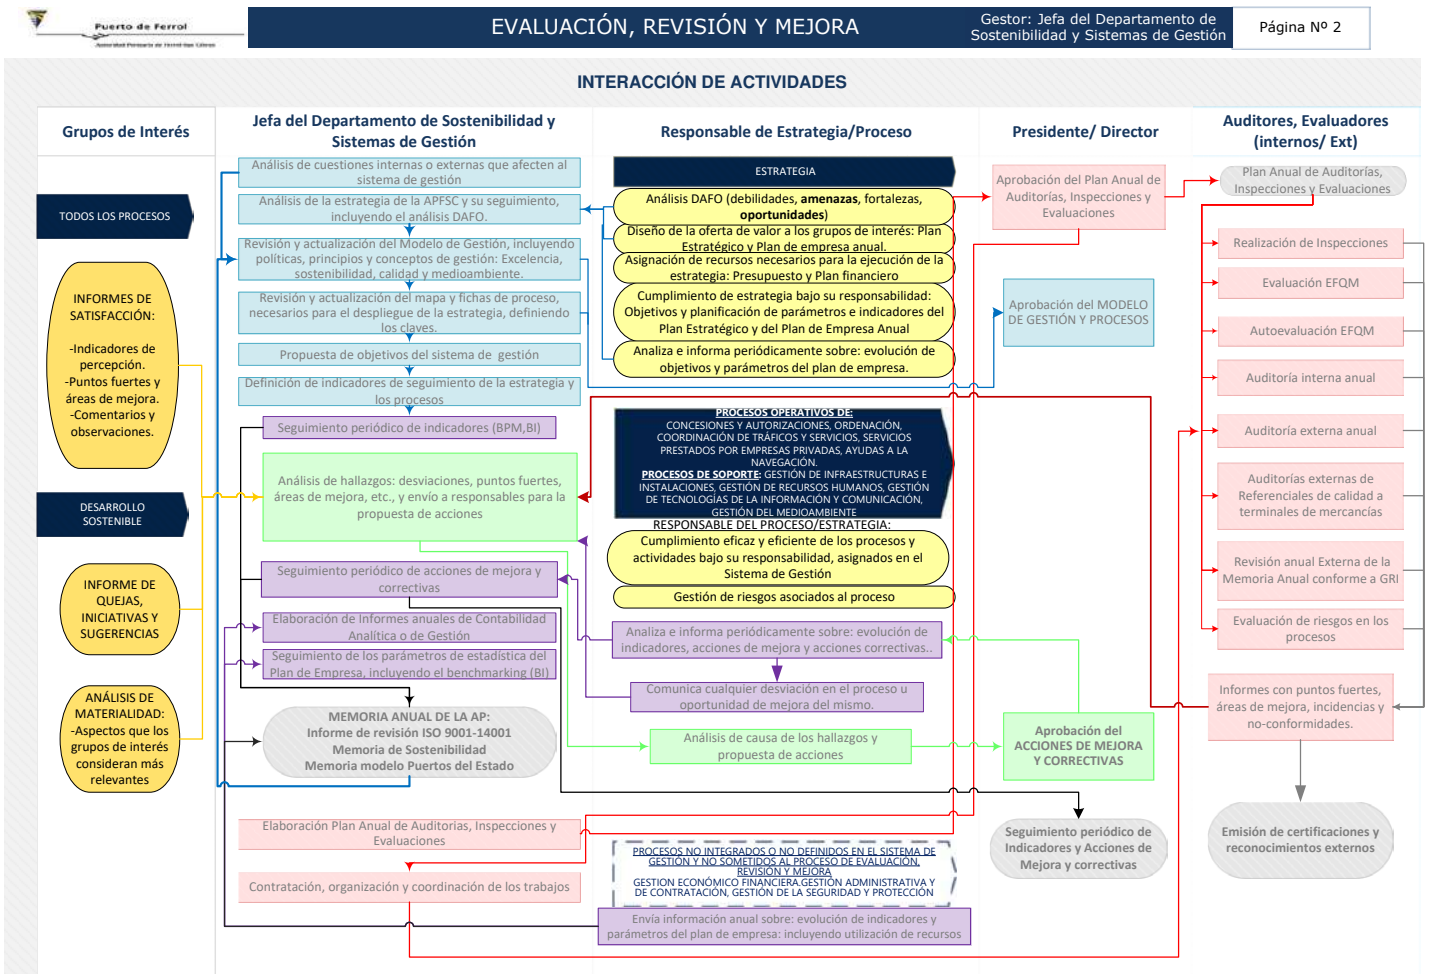 Puerto de Ferrol
Autoridad Portuaria de Ferrol-San Cibrao
EVALUACIÓN, REVISIÓN Y MEJORA
Gestor: Jefa del Departamento de
Sostenibilidad y Sistemas de Gestión
Página Nº 2
INTERACCIÓN DE ACTIVIDADES
Grupos de Interés
Jefa del Departamento de Sostenibilidad y
Sistemas de Gestión
Responsable de Estrategia/Proceso
Presidente/ Director
Auditores, Evaluadores
(internos/ Ext)
TODOS LOS PROCESOS
INFORMES DE
SATISFACCIÓN:
-Indicadores de
percepción.
-Puntos fuertes y
áreas de mejora.
-Comentarios y
observaciones.
DESARROLLO
SOSTENIBLE
INFORME DE
QUEJAS,
INICIATIVAS Y
SUGERENCIAS
ANÁLISIS DE
MATERIALIDAD:
-Aspectos que los
grupos de interés
consideran más
relevantes
Análisis de cuestiones internas o externas que afecten al
sistema de gestión
Análisis de la estrategia de la APFSC y su seguimiento,
incluyendo el análisis DAFO.
Revisión y actualización del Modelo de Gestión, incluyendo
políticas, principios y conceptos de gestión: Excelencia,
sostenibilidad, calidad y medioambiente.
Revisión y actualización del mapa y fichas de proceso,
necesarios para el despliegue de la estrategia, definiendo
los claves.
Propuesta de objetivos del sistema de gestión
Definición de indicadores de seguimiento de la estrategia y
los procesos
Seguimiento periódico de indicadores (BPM,BI)
Análisis de hallazgos: desviaciones, puntos fuertes,
áreas de mejora, etc., y envío a responsables para la
propuesta de acciones
Seguimiento periódico de acciones de mejora y
correctivas
Elaboración de Informes anuales de Contabilidad
Analítica o de Gestión
Seguimiento de los parámetros de estadística del
Plan de Empresa, incluyendo el benchmarking (BI)
MEMORIA ANUAL DE LA AP:
Informe de revisión ISO 9001-14001
Memoria de Sostenibilidad
Memoria modelo Puertos del Estado
Elaboración Plan Anual de Auditorias, Inspecciones y
Evaluaciones
Contratación, organización y coordinación de los trabajos
ESTRATEGIA
Análisis DAFO (debilidades, amenazas, fortalezas,
oportunidades)
Diseño de la oferta de valor a los grupos de interés: Plan
Estratégico y Plan de empresa anual.
Asignación de recursos necesarios para la ejecución de la
estrategia: Presupuesto y Plan financiero
Cumplimiento de estrategia bajo su responsabilidad:
Objetivos y planificación de parámetros e indicadores del
Plan Estratégico y del Plan de Empresa Anual
Analiza e informa periódicamente sobre: evolución de
objetivos y parámetros del plan de empresa.
PROCESOS OPERATIVOS DE:
CONCESIONES Y AUTORIZACIONES, ORDENACIÓN,
COORDINACIÓN DE TRÁFICOS Y SERVICIOS, SERVICIOS
PRESTADOS POR EMPRESAS PRIVADAS, AYUDAS A LA
NAVEGACIÓN.
PROCESOS DE SOPORTE: GESTIÓN DE INFRAESTRUCTURAS E
INSTALACIONES, GESTIÓN DE RECURSOS HUMANOS, GESTIÓN
DE TECNOLOGÍAS DE LA INFORMACIÓN Y COMUNICACIÓN,
GESTIÓN DEL MEDIOAMBIENTE
RESPONSABLE DEL PROCESO/ESTRATEGIA:
Cumplimiento eficaz y eficiente de los procesos y
actividades bajo su responsabilidad, asignados en el
Sistema de Gestión
Gestión de riesgos asociados al proceso
Analiza e informa periódicamente sobre: evolución de
indicadores, acciones de mejora y acciones correctivas..
Comunica cualquier desviación en el proceso u
oportunidad de mejora del mismo.
Análisis de causa de los hallazgos y
propuesta de acciones
PROCESOS NO INTEGRADOS O NO DEFINIDOS EN EL SISTEMA DE
GESTIÓN Y NO SOMETIDOS AL PROCESO DE EVALUACIÓN,
REVISIÓN Y MEJORA
GESTION ECONÓMICO FINANCIERA.GESTIÓN ADMINISTRATIVA Y
DE CONTRATACIÓN, GESTIÓN DE LA SEGURIDAD Y PROTECCIÓN
Envía información anual sobre: evolución de indicadores y
parámetros del plan de empresa: incluyendo utilización de recursos
Aprobación del Plan Anual de
Auditorías, Inspecciones y
Evaluaciones
Aprobación del MODELO
DE GESTIÓN Y PROCESOS
Aprobación del
ACCIONES DE MEJORA
Y CORRECTIVAS
Seguimiento periódico de
Indicadores y Acciones de
Mejora y correctivas
Plan Anual de Auditorías,
Inspecciones y Evaluaciones
Realización de Inspecciones
Evaluación EFQM
Autoevaluación EFQM
Auditoría interna anual
Auditoría externa anual
Auditorías externas de
Referenciales de calidad a
terminales de mercancías
Revisión anual Externa de la
Memoria Anual conforme a GRI
Evaluación de riesgos en los
procesos
Informes con puntos fuertes,
áreas de mejora, incidencias y
no-conformidades.
Emisión de certificaciones y
reconocimientos externos